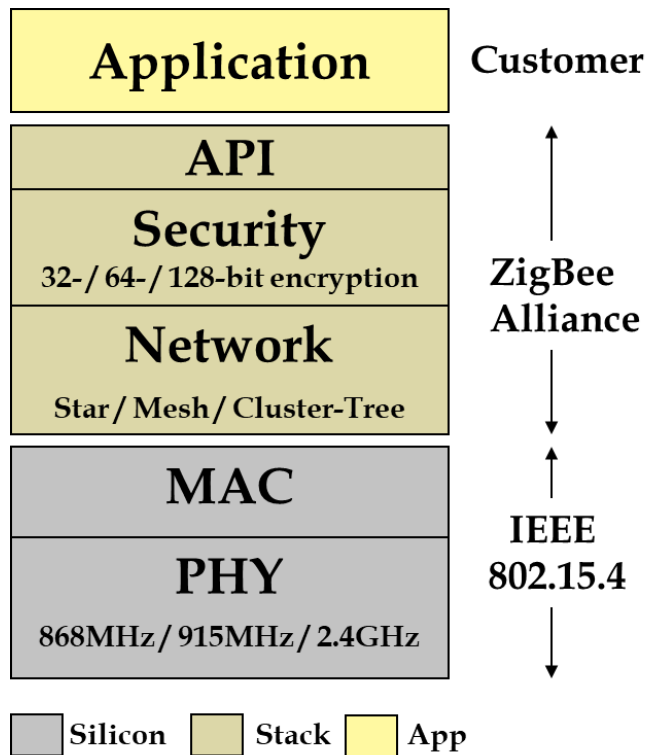 Application
Customer
API
Security
32-/ 64-/ 128-bit encryption
Network
Star / Mesh / Cluster-Tree
ZigBee
Alliance
MAC
PHY
868MHz / 915MHz / 2.4GHz
IEEE
802.15.4
Silicon
Stack
App